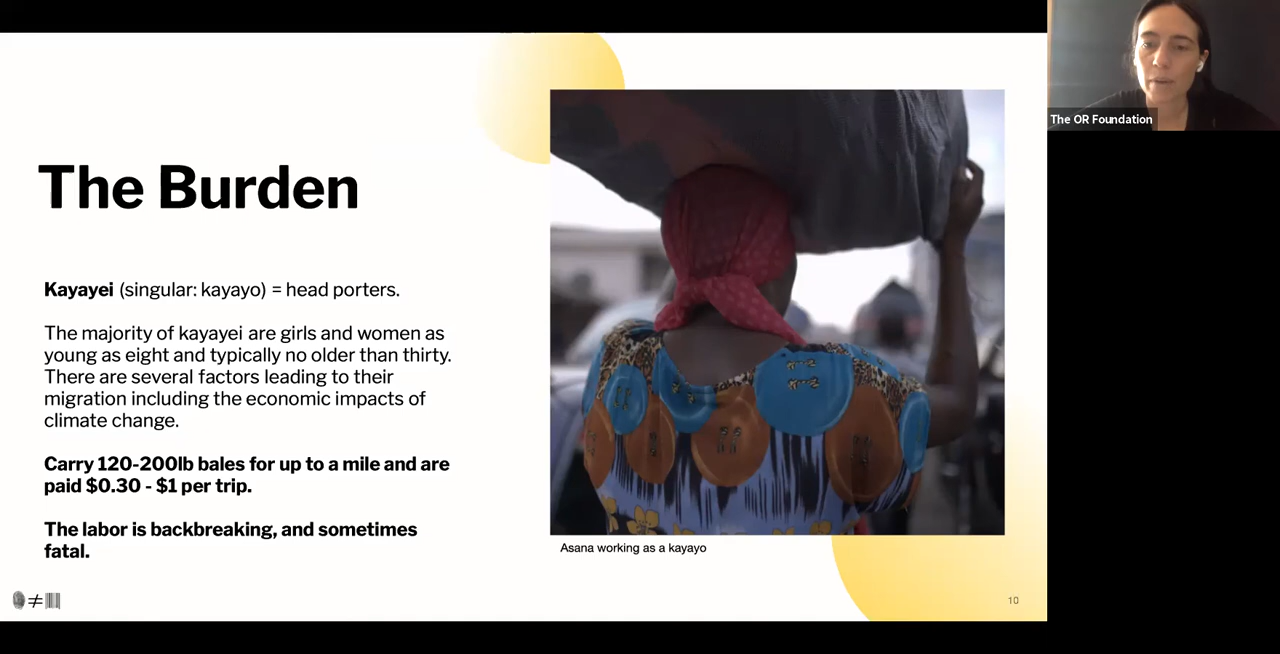 The OR Foundation
The Burden
Kayayei (singular: kayayo) = head porters.
The majority of kayayei are girls and women as
young as eight and typically no older than thirty.
There are several factors leading to their
migration including the economic impacts of
climate change.
Carry 120-200lb bales for up to a mile and are
paid $0.30 - $1 per trip.
The labor is backbreaking, and sometimes
fatal.
Asana working as a kayayo
≠
10